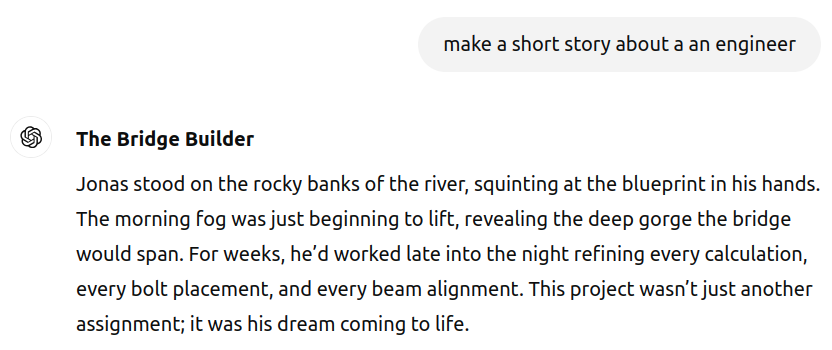 make a short story about a an engineer
The Bridge Builder
Jonas stood on the rocky banks of the river, squinting at the blueprint in his hands.
The morning fog was just beginning to lift, revealing the deep gorge the bridge
would span. For weeks, he’d worked late into the night refining every calculation,
every bolt placement, and every beam alignment. This project wasn’t just another
assignment; it was his dream coming to life.